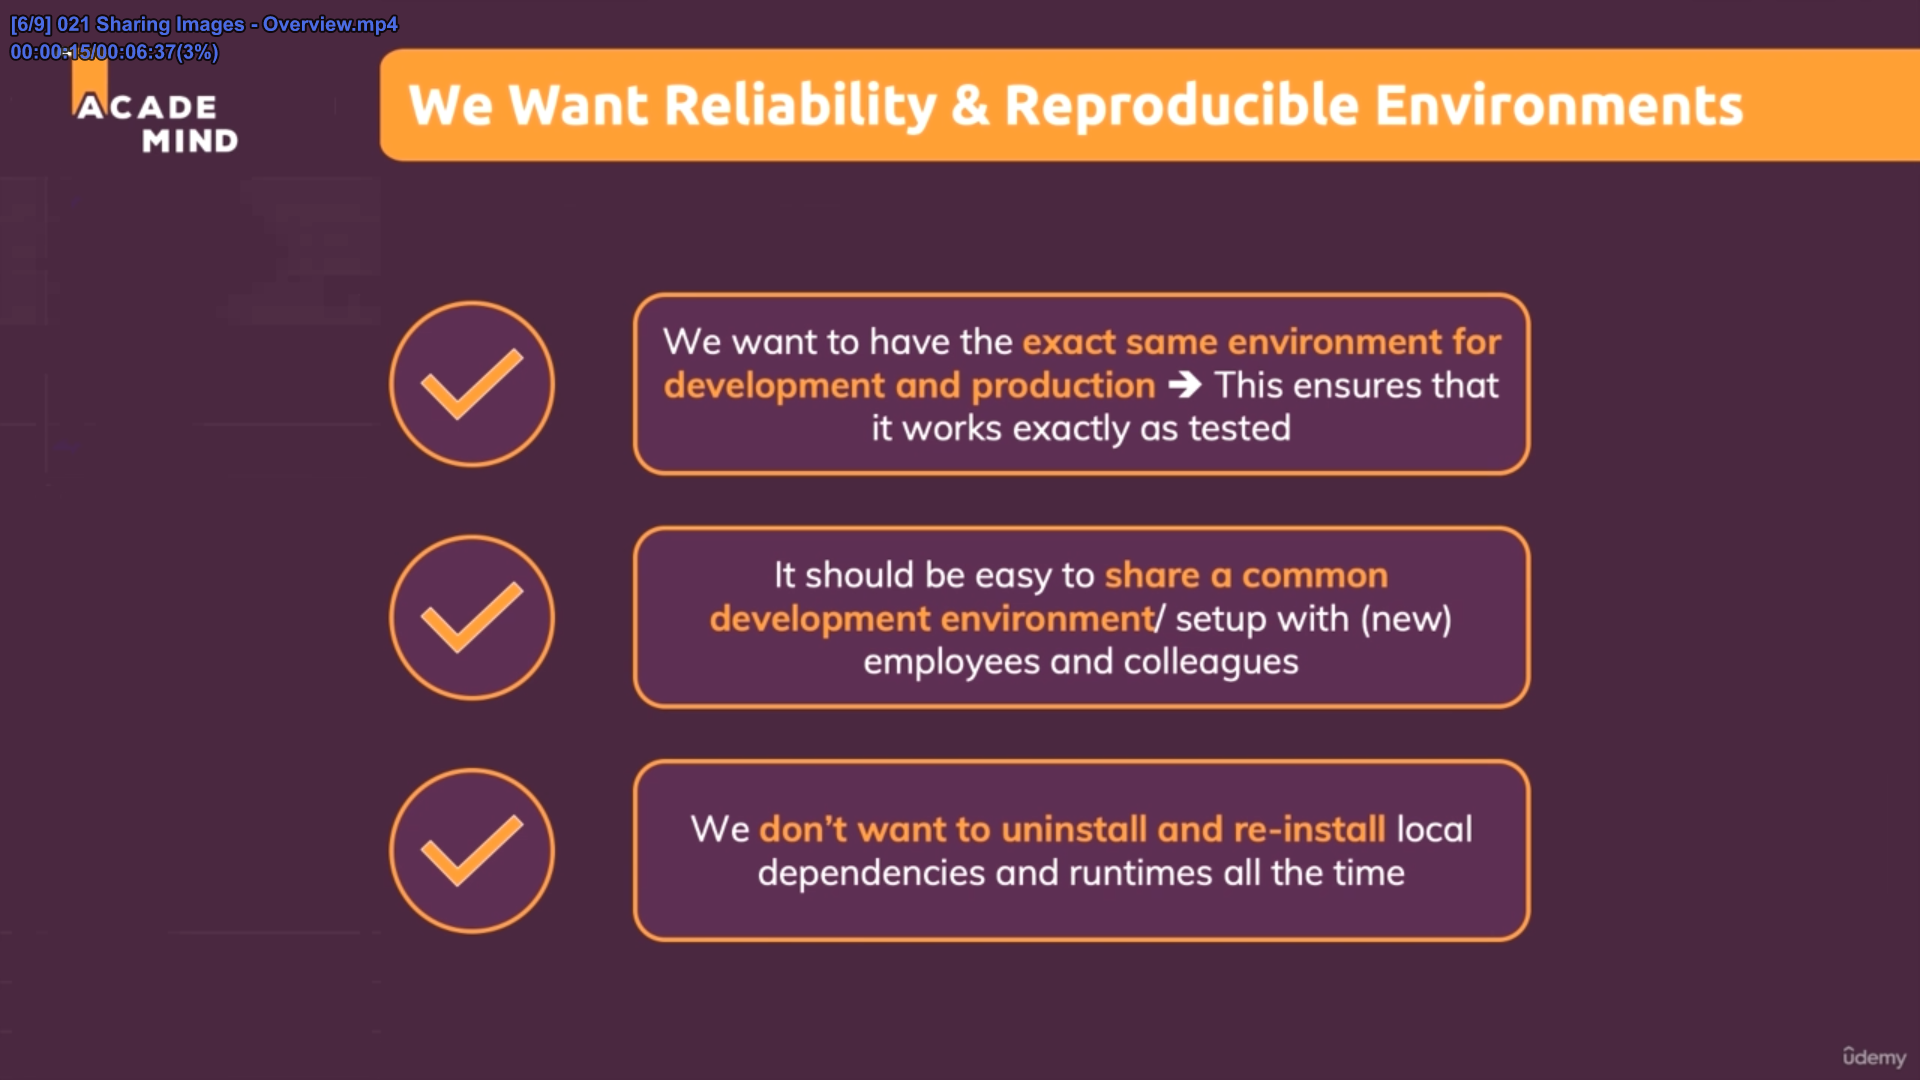 [6/9] 021 Sharing Images - Overview.mp4
00:00:15/00:06:37(3%)
ACADE
MIND
We Want Reliability & Reproducible Environments
We want to have the exact same environment for
development and production ➔ This ensures that
it works exactly as tested
It should be easy to share a common
development environment/ setup with (new)
employees and colleagues
We don’t want to uninstall and re-install local
dependencies and runtimes all the time
ûdemy